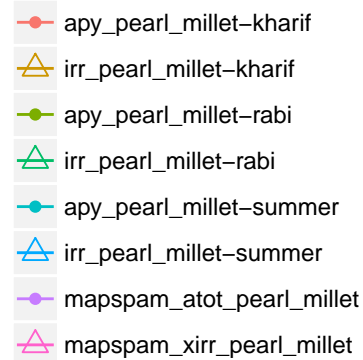 apy_pearl_millet−kharif
irr_pearl_millet−kharif
apy_pearl_millet−rabi
irr_pearl_millet−rabi
apy_pearl_millet−summer
irr_pearl_millet−summer
mapspam_atot_pearl_millet
mapspam_xirr_pearl_millet